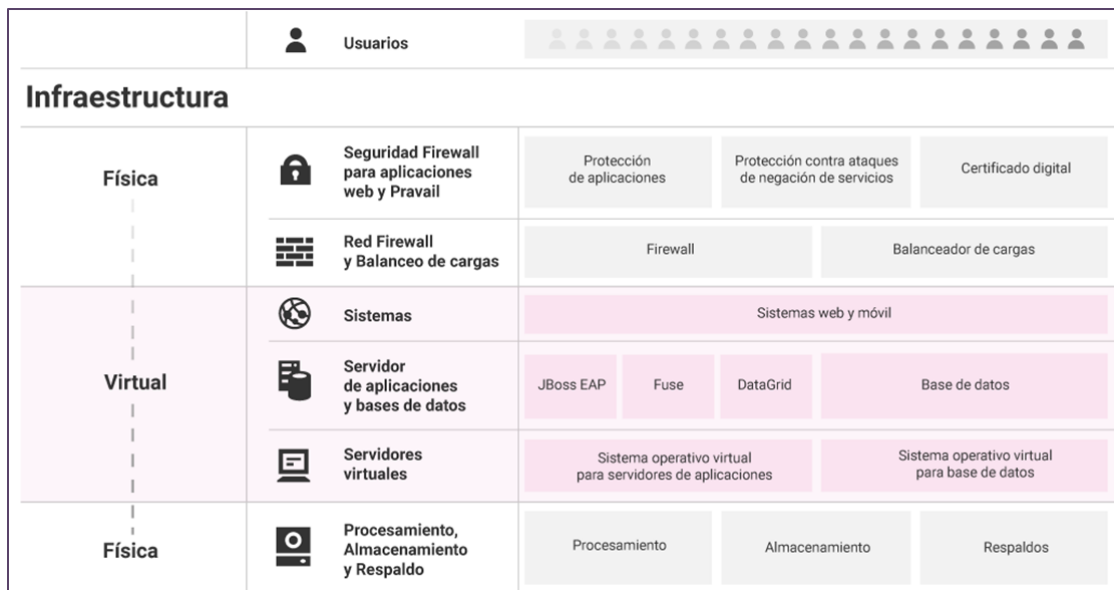 Usuarios
Infraestructura
Física
Seguridad Firewall
para aplicaciones
web y Pravail
Protección
de aplicaciones
Protección contra ataques
de negación de servicios
Certificado digital
Red Firewall
y Balanceo de cargas
Firewall
Balanceador de cargas
Virtual
Sistemas
Sistemas web y móvil
Servidor
de aplicaciones
y bases de datos
JBoss EAP
Fuse
DataGrid
Base de datos
Servidores
virtuales
Sistema operativo virtual
para servidores de aplicaciones
Sistema operativo virtual
para base de datos
Física
Procesamiento,
Almacenamiento
y Respaldo
Procesamiento
Almacenamiento
Respaldos